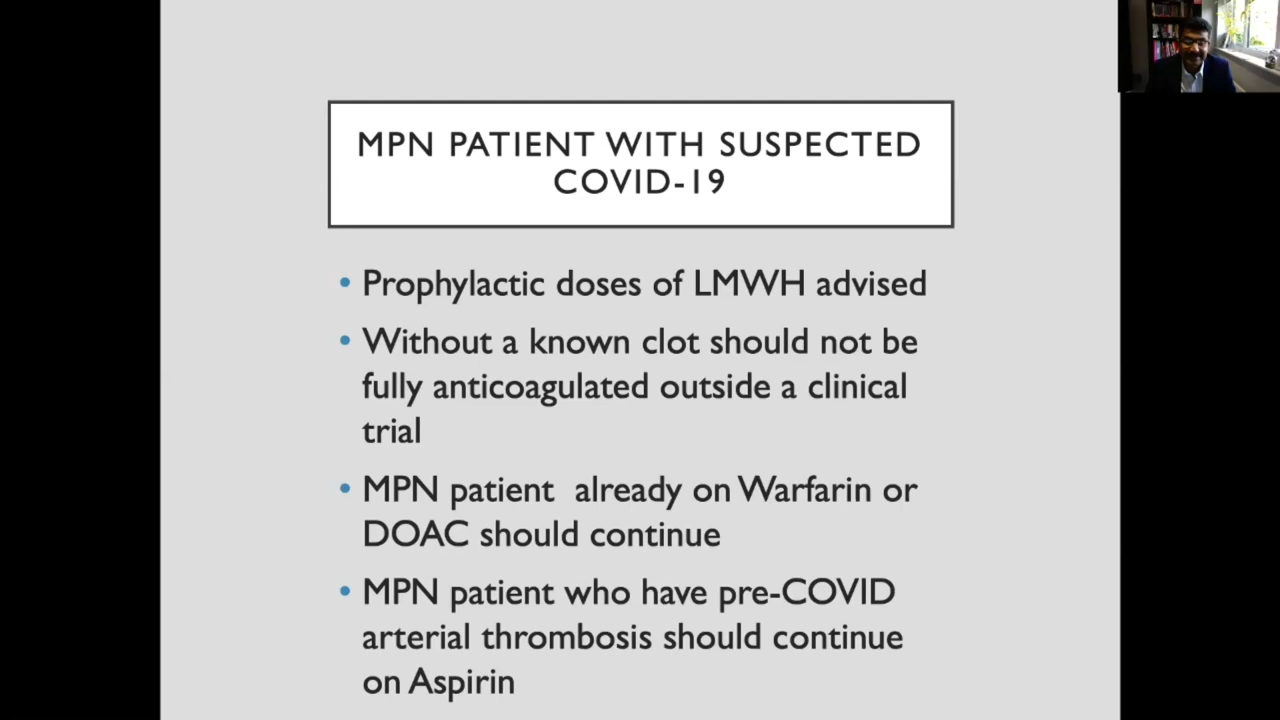 MPN PATIENT WITH SUSPECTED
COVID-19
• Prophylactic doses of LMWH advised
• Without a known clot should not be
fully anticoagulated outside a clinical
trial
• MPN patient  already on Warfarin or
DOAC should continue
• MPN patient who have pre-COVID
arterial thrombosis should continue
on Aspirin